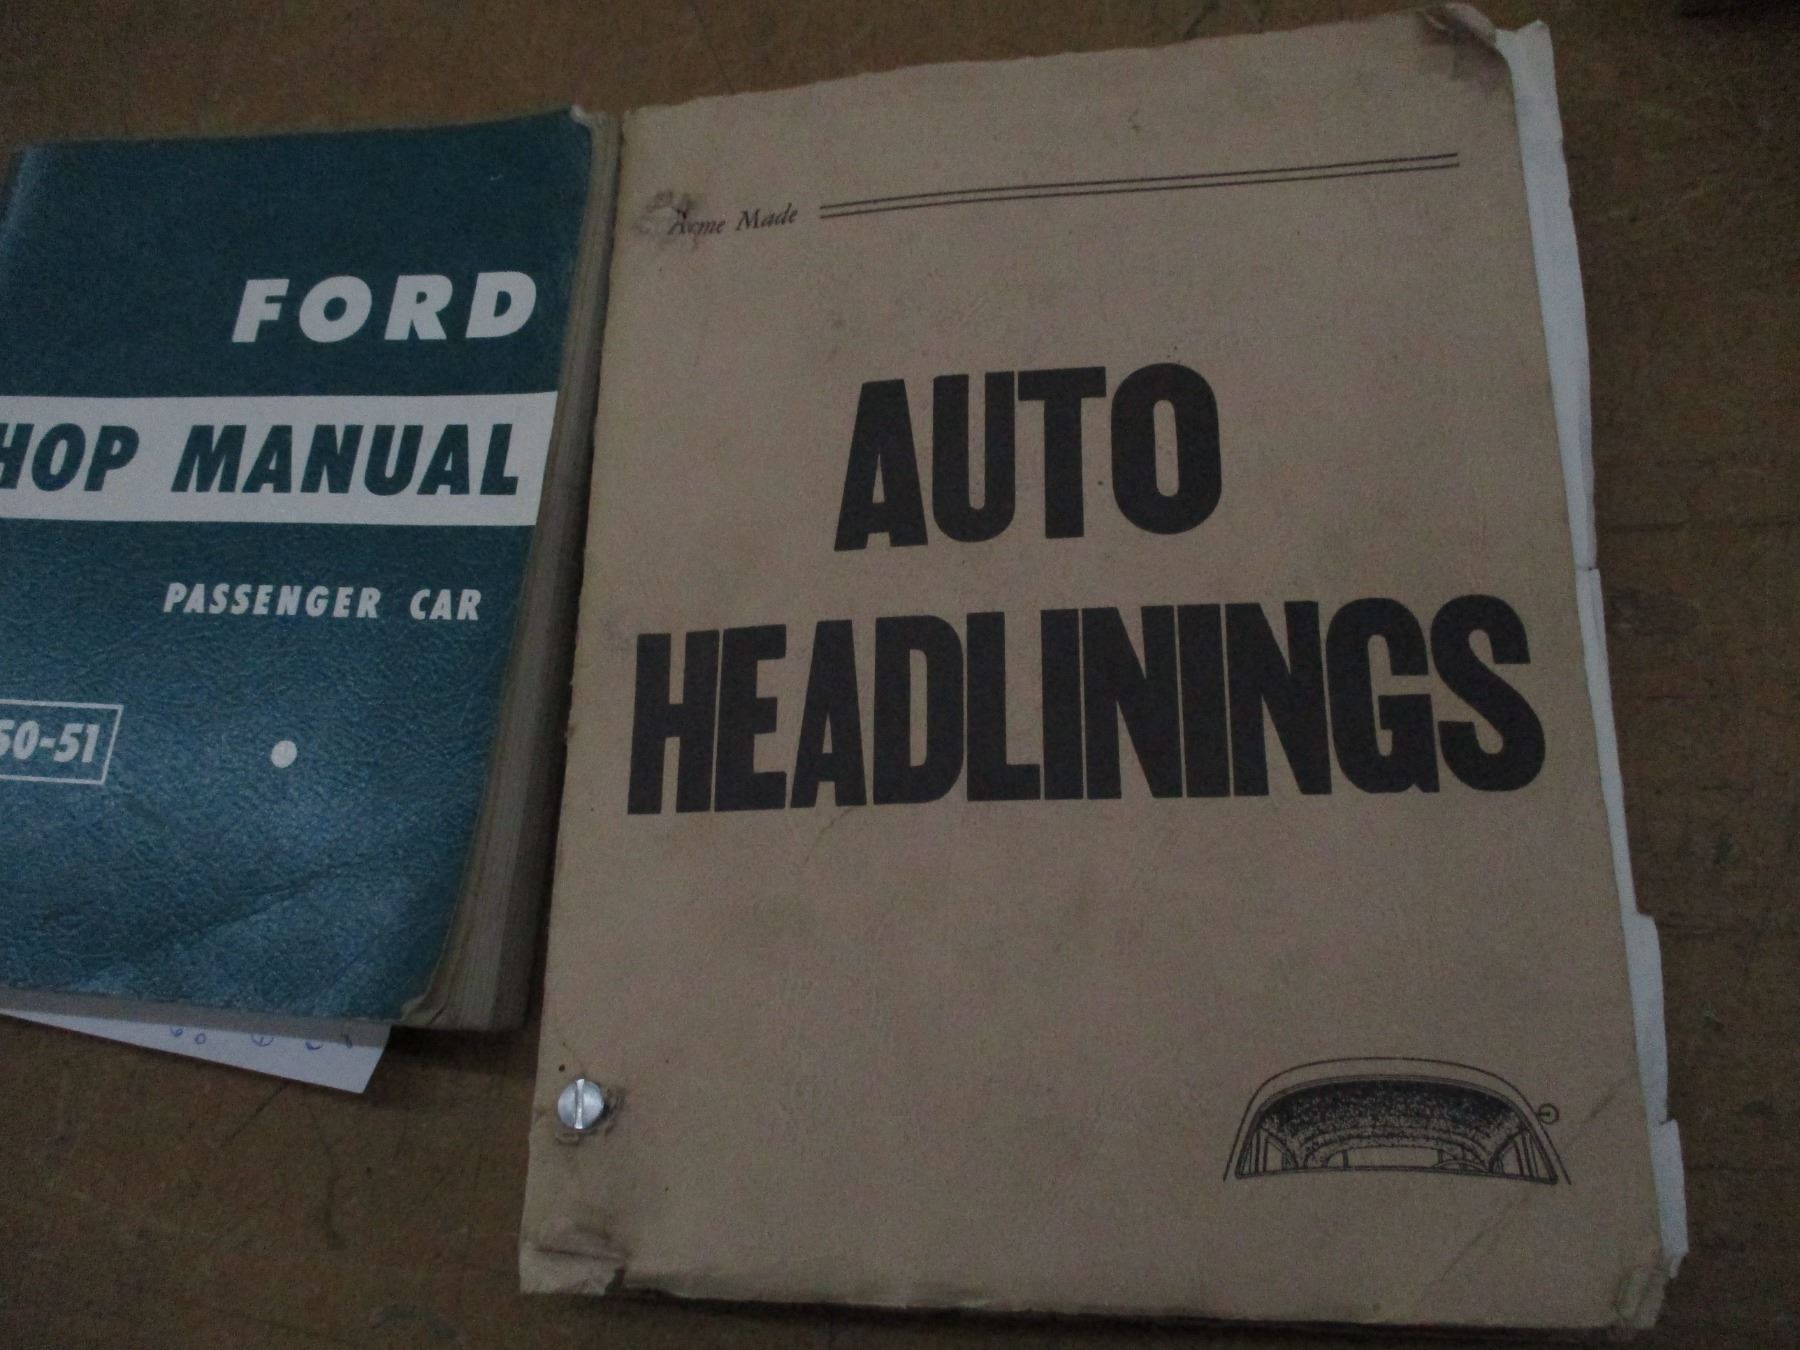 FORD
HOP MANUAL
PASSENGER CAR
50-51
Acme Made
AUTO
HEADLININGS